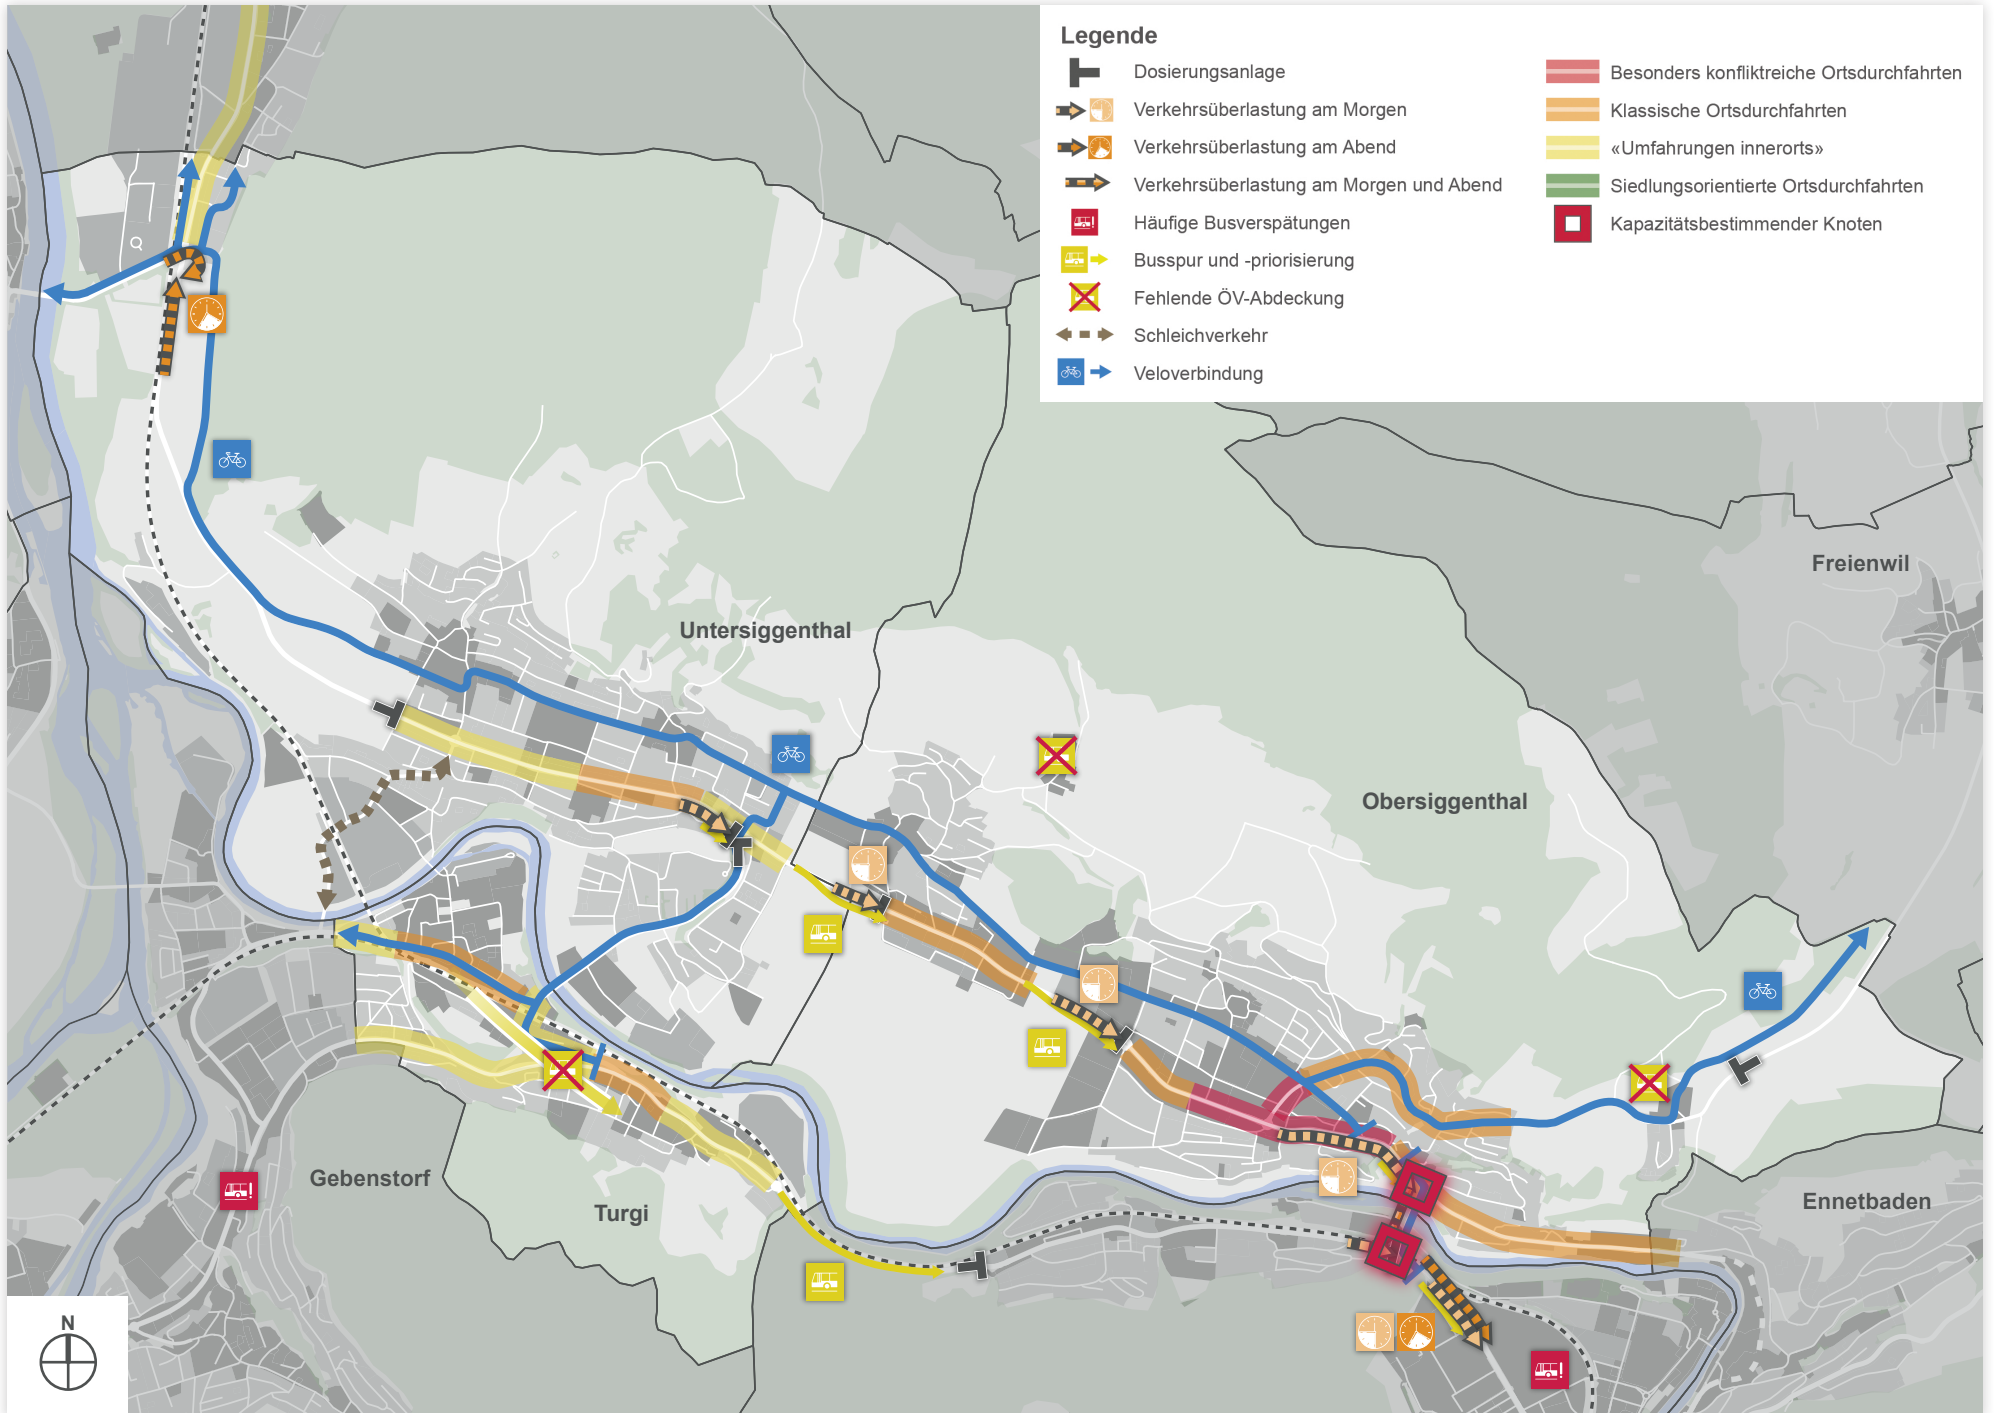 Legende
Dosierungsanlage
Verkehrsüberlastung am Morgen
Verkehrsüberlastung am Abend
Verkehrsüberlastung am Morgen und Abend
Häufige Busverspätungen
Busspur und -priorisierung
Fehlende ÖV-Abdeckung
Schleichverkehr
Veloverbindung
Besonders konfliktreiche Ortsdurchfahrten
Klassische Ortsdurchfahrten
«Umfahrungen innerorts»
Siedlungsorientierte Ortsdurchfahrten
Kapazitätsbestimmender Knoten
Freienwil
Untersiggenthal
Obersiggenthal
Gebenstorf
Turgi
Ennetbaden
N